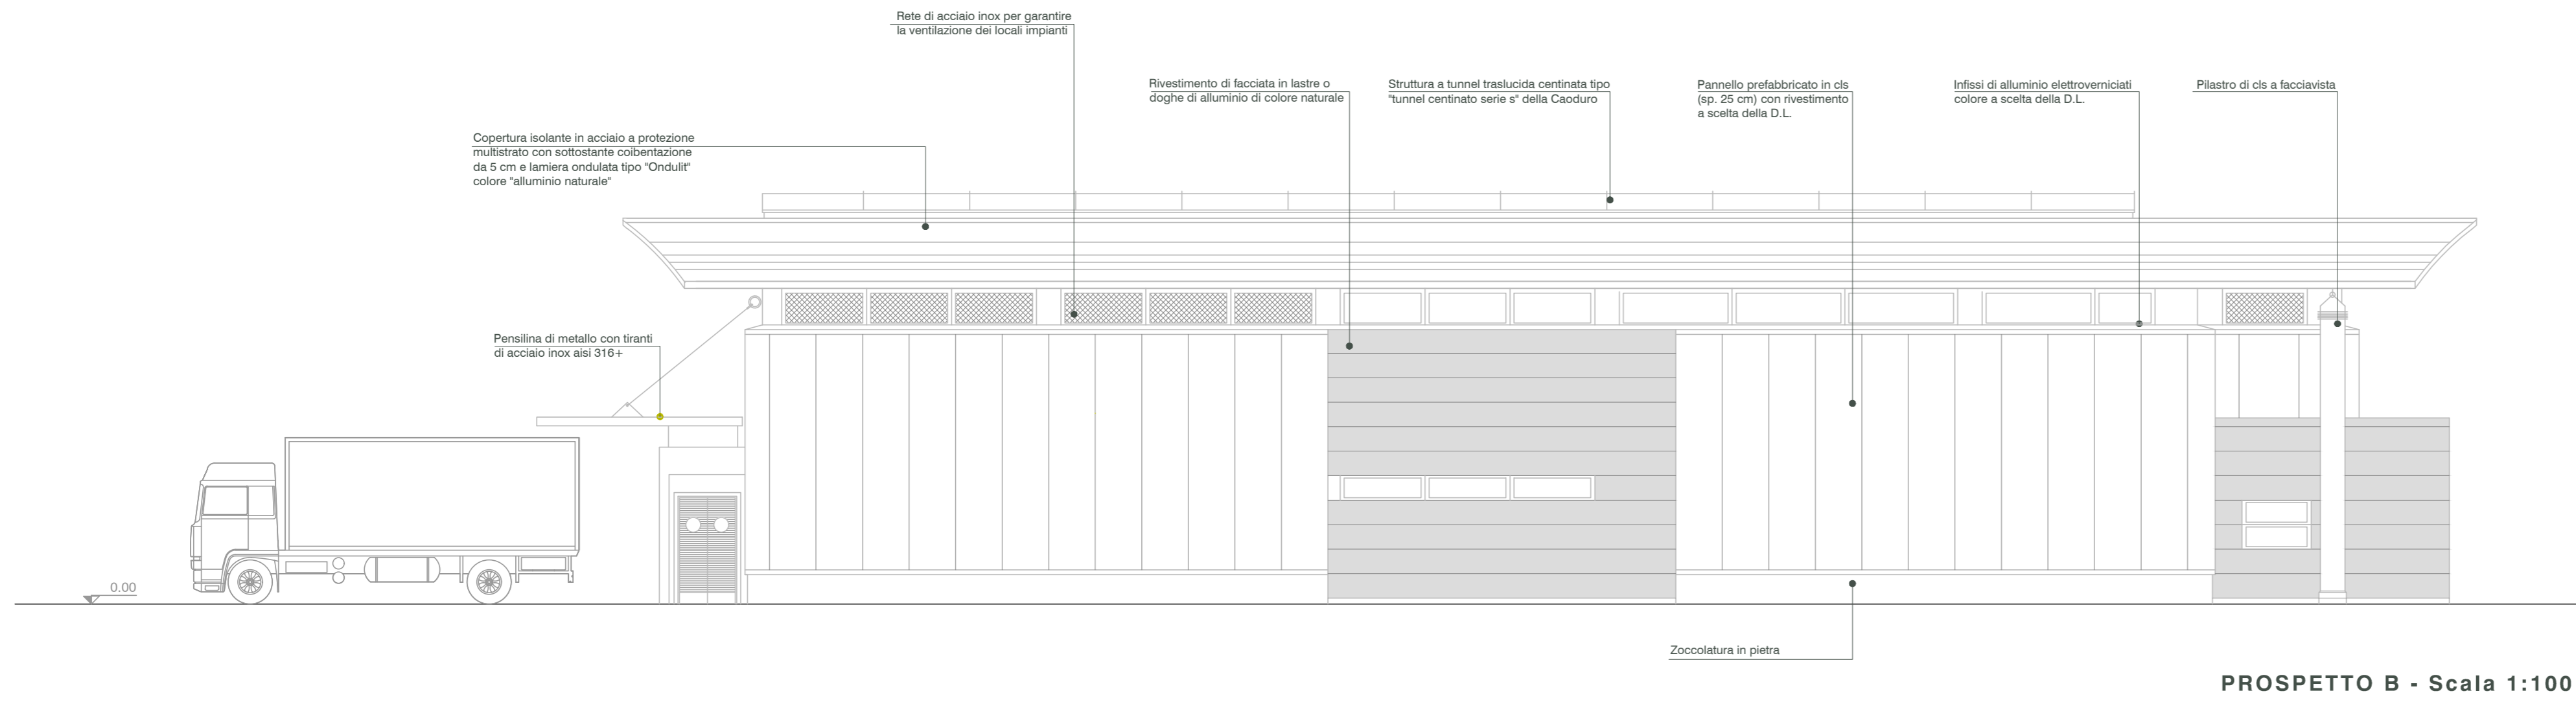 Rete di acciaio inox per garantire
la ventilazione dei locali impianti
Rivestimento di facciata in lastre o
doghe di alluminio di colore naturale
Struttura a tunnel traslucida centinata tipo
"tunnel centinato serie s" della Caoduro
Pannello prefabbricato in cls
(sp. 25 cm) con rivestimento
a scelta della D.L.
Infissi di alluminio elettroverniciati
colore a scelta della D.L.
Pilastro di cls a facciavista
Copertura isolante in acciaio a protezione
multistrato con sottostante coibentazione
da 5 cm e lamiera ondulata tipo "Ondulit"
colore "alluminio naturale"
Pensilina di metallo con tiranti
di acciaio inox aisi 316+
0.00
Zoccolatura in pietra
PROSPETTO B - Scala 1:100